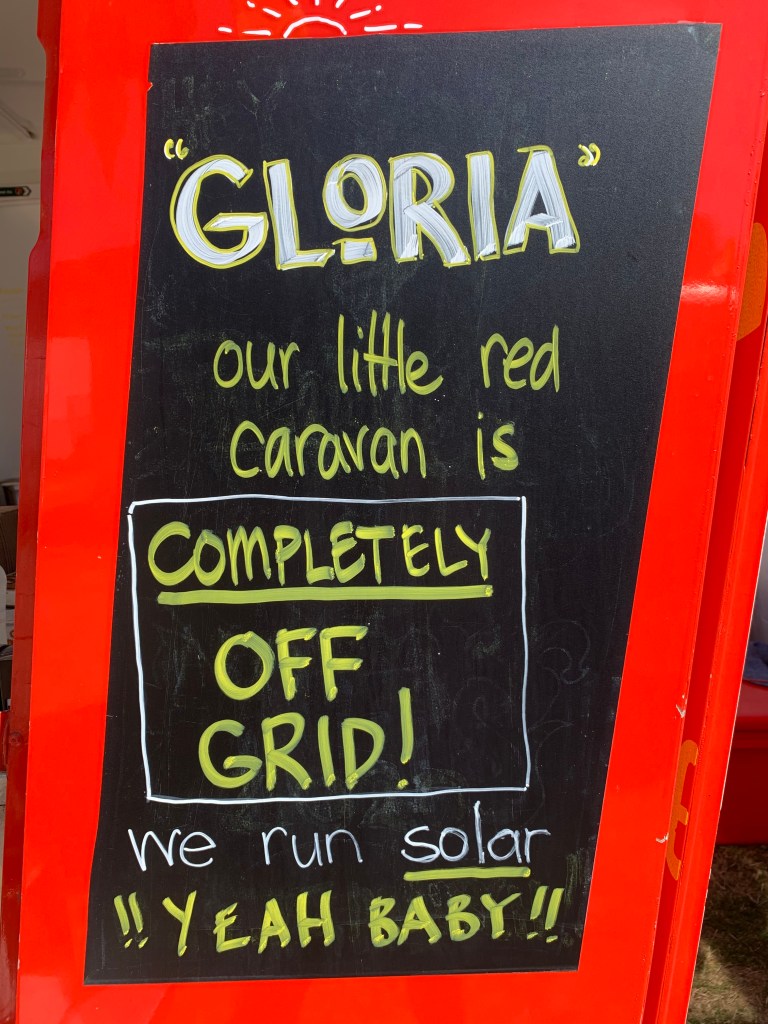 "GLORIA"
our little red
caravan is
COMPLETELY
OFF
GRID!
we run solar
!!YEAH BABY!!